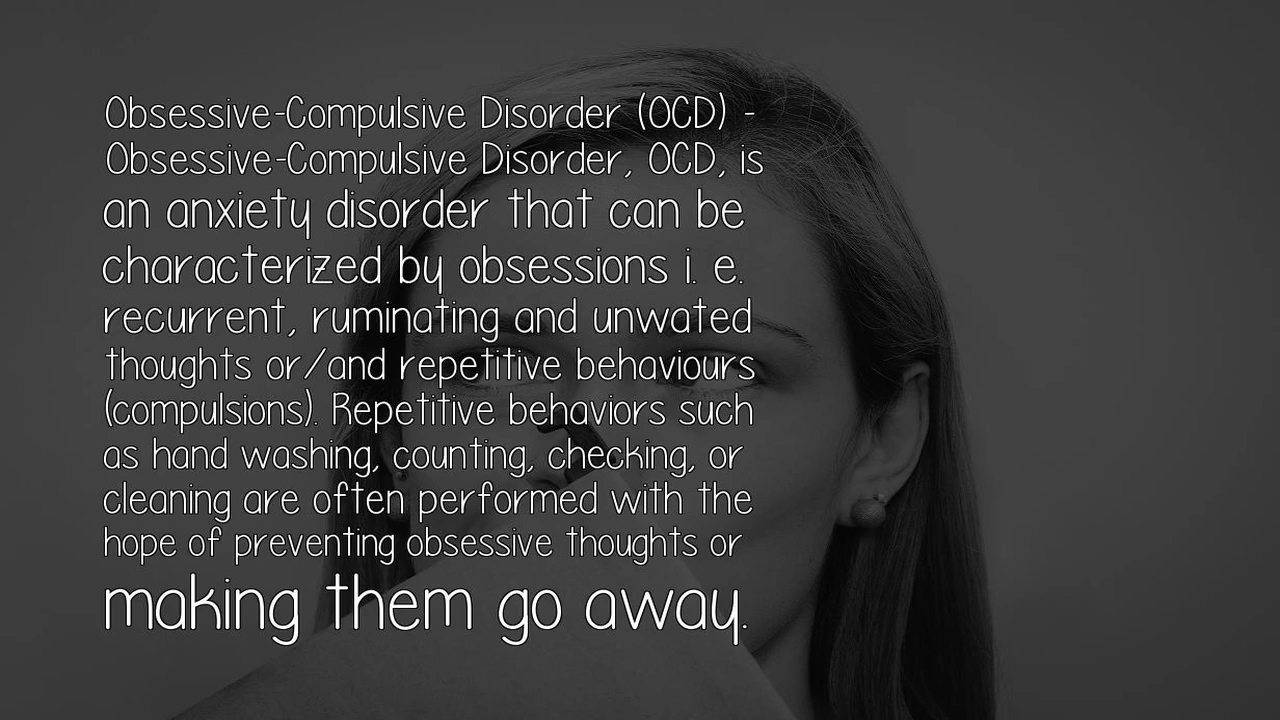 Obsessive-Compulsive Disorder (OCD) -
Obsessive-Compulsive Disorder, OCD, is
an anxiety disorder that can be
characterized by obsessions i. e.
recurrent, ruminating and unwated
thoughts or/and repetitive behaviours
(compulsions). Repetitive behaviors such
as hand washing, counting, checking, or
cleaning are often performed with the
hope of preventing obsessive thoughts or
making them go away.